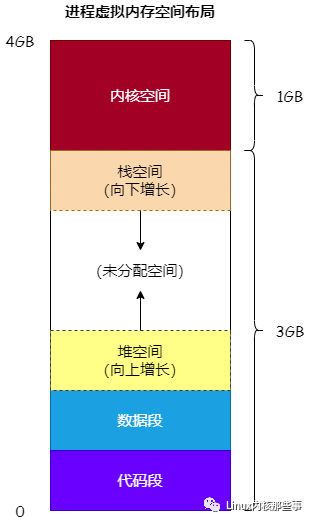 进程虚拟内存空间布局
4GB
内核空间
1GB
栈空间
(向下增长)
(未分配空间)
3GB
堆空间
(向上增长)
数据段
代码段
Linux内核那些事
0